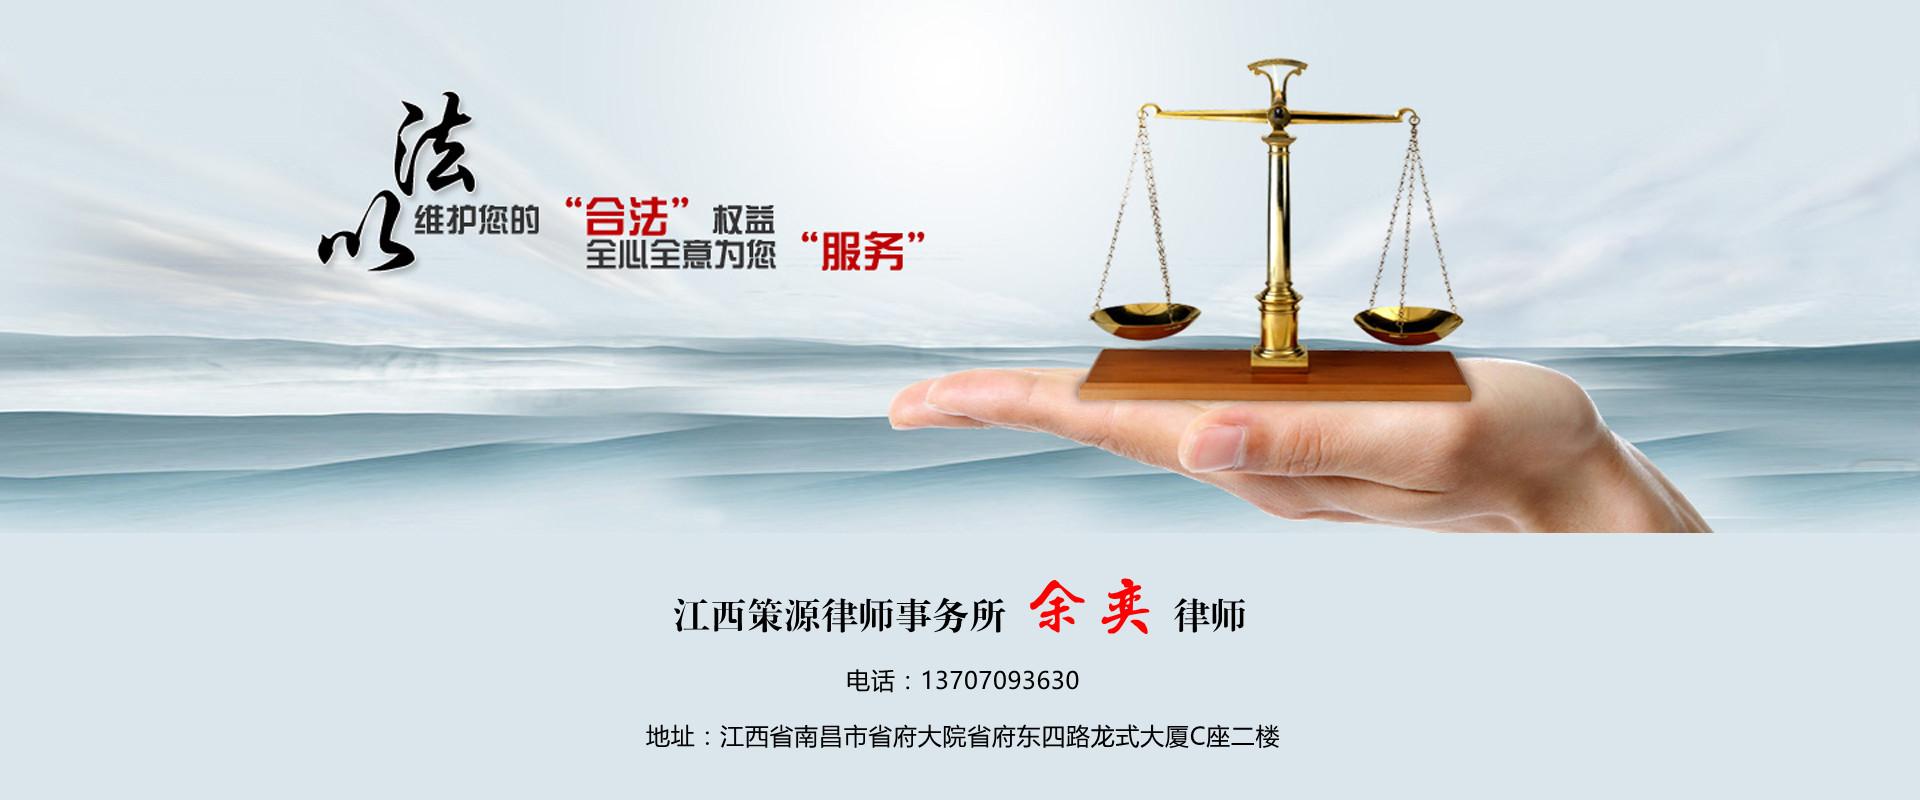 以法
维护您的“合法”权益
全心全意为您“服务”
江西策源律师事务所 余奕 律师
电话：13707093630
地址：江西省南昌市省府大院省府东四路龙式大厦C座二楼